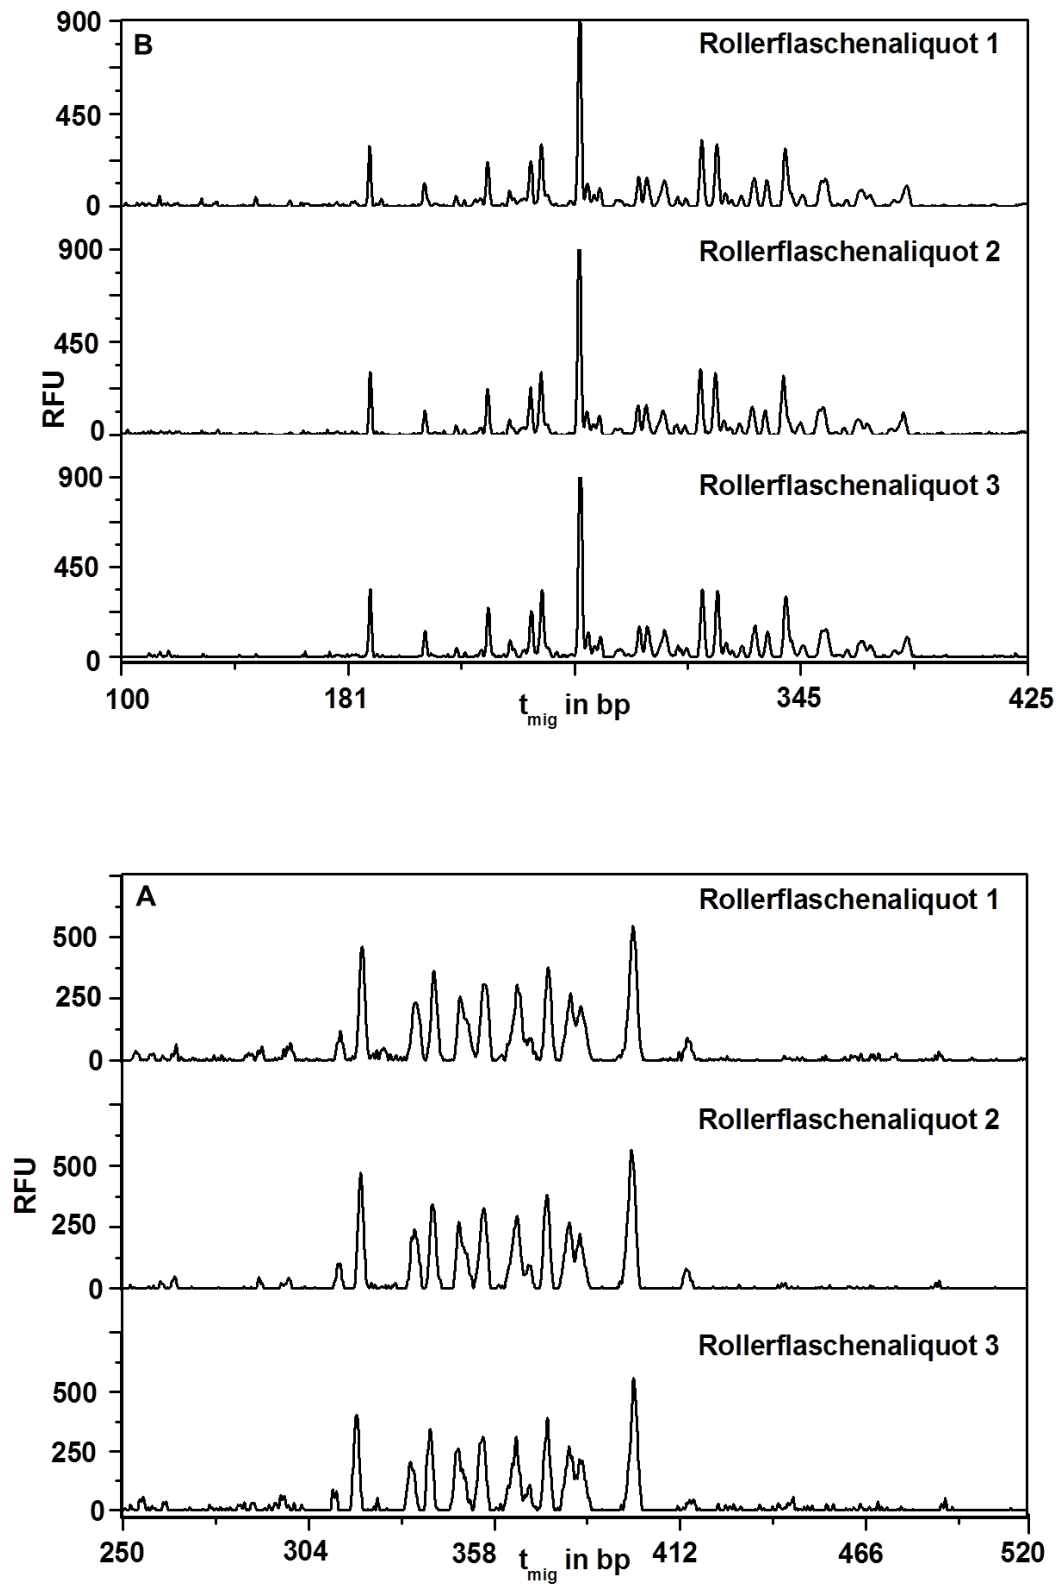 B
Rollerflaschenaliquot 1
900
450
0
Rollerflaschenaliquot 2
900
450
0
RFU
Rollerflaschenaliquot 3
900
450
0
100 181 345 425
tmig in bp
A
Rollerflaschenaliquot 1
500
250
0
Rollerflaschenaliquot 2
500
250
0
RFU
Rollerflaschenaliquot 3
500
250
0
250 304 358 412 466 520
tmig in bp